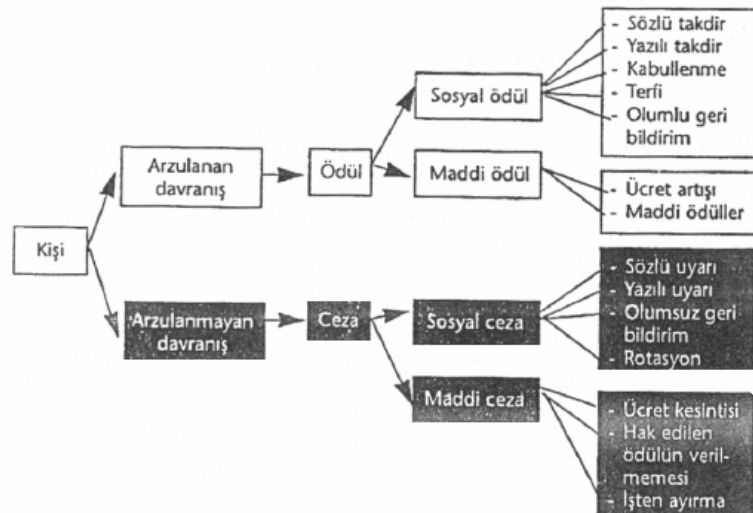 Kişi
Arzulanan
davranış
Ödül
Sosyal ödül
- Sözlü takdir
- Yazılı takdir
- Kabullenme
- Terfi
- Olumlu geri
bildirim
Maddi ödül
- Ücret artışı
- Maddi ödüller
Arzulanmayan
davranış
Ceza
Sosyal ceza
- Sözlü uyarı
- Yazılı uyarı
- Olumsuz geri
bildirim
- Rotasyon
Maddi ceza
- Ücret kesintisi
- Hak edilen
ödülün veril-
memesi
- İşten ayırma